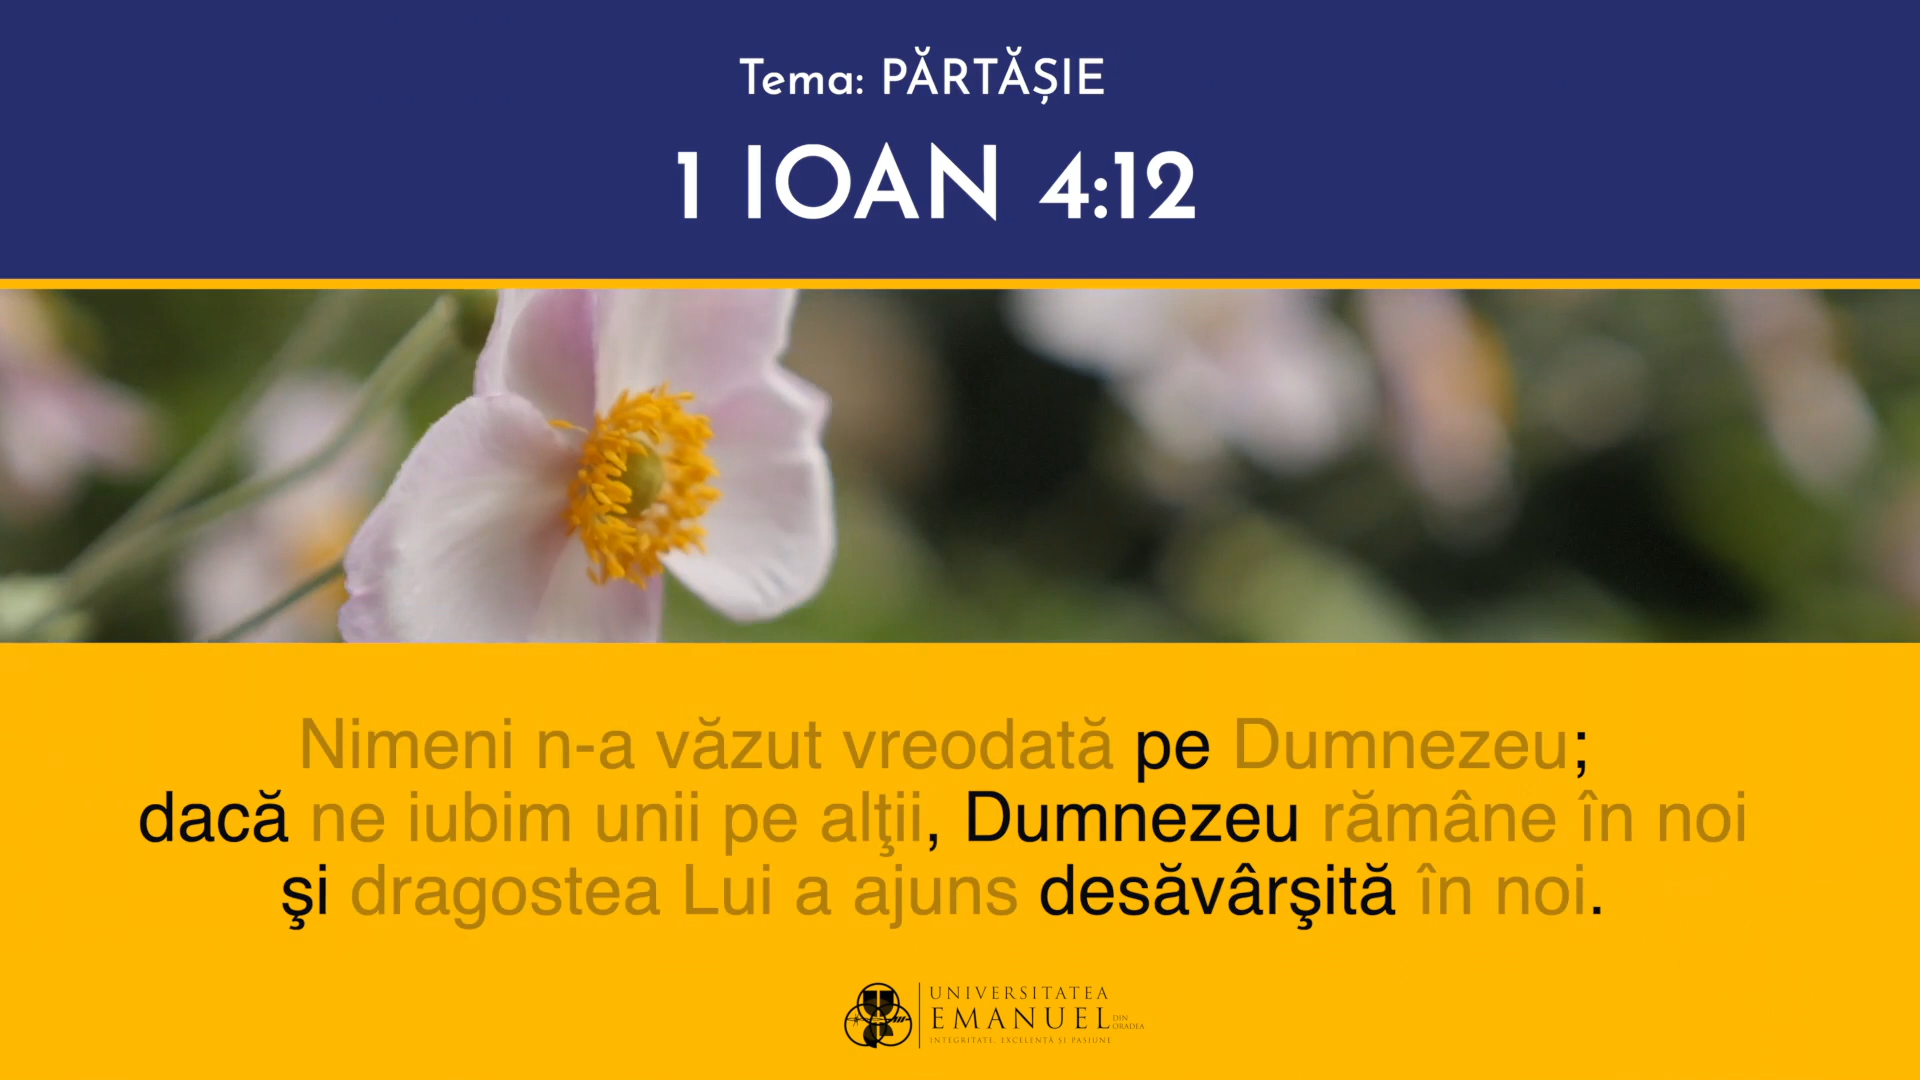 Tema: PĂRTĂȘIE
1 IOAN 4:12
Nimeni n-a văzut vreodată pe Dumnezeu;
dacă ne iubim unii pe alţii, Dumnezeu rămâne în noi
şi dragostea Lui a ajuns desăvârşită în noi.
UNIVERSITATEA
EMANUEL DIN ORADEA
INTEGRITATE, EXCELENȚĂ ȘI PASIUNE